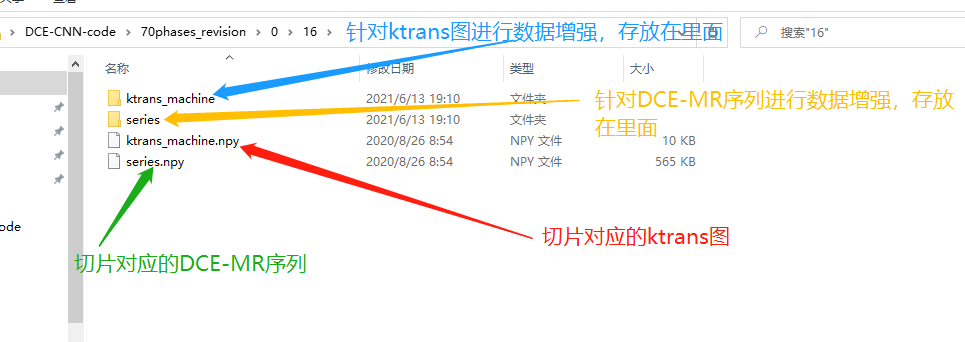 DCE-CNN-code > 70phases_revision > 0 > 16 >
针对ktrans图进行数据增强，存放在里面
搜索"16"
名称 修改日期 类型 大小
ktrans_machine 2021/6/13 19:10 文件夹
series 2021/6/13 19:10 文件夹
针对DCE-MR序列进行数据增强，存放
在里面
ktrans_machine.npy 2020/8/26 8:54 NPY 文件 10 KB
series.npy 2020/8/26 8:54 NPY 文件 565 KB
ode
切片对应的ktrans图
切片对应的DCE-MR序列